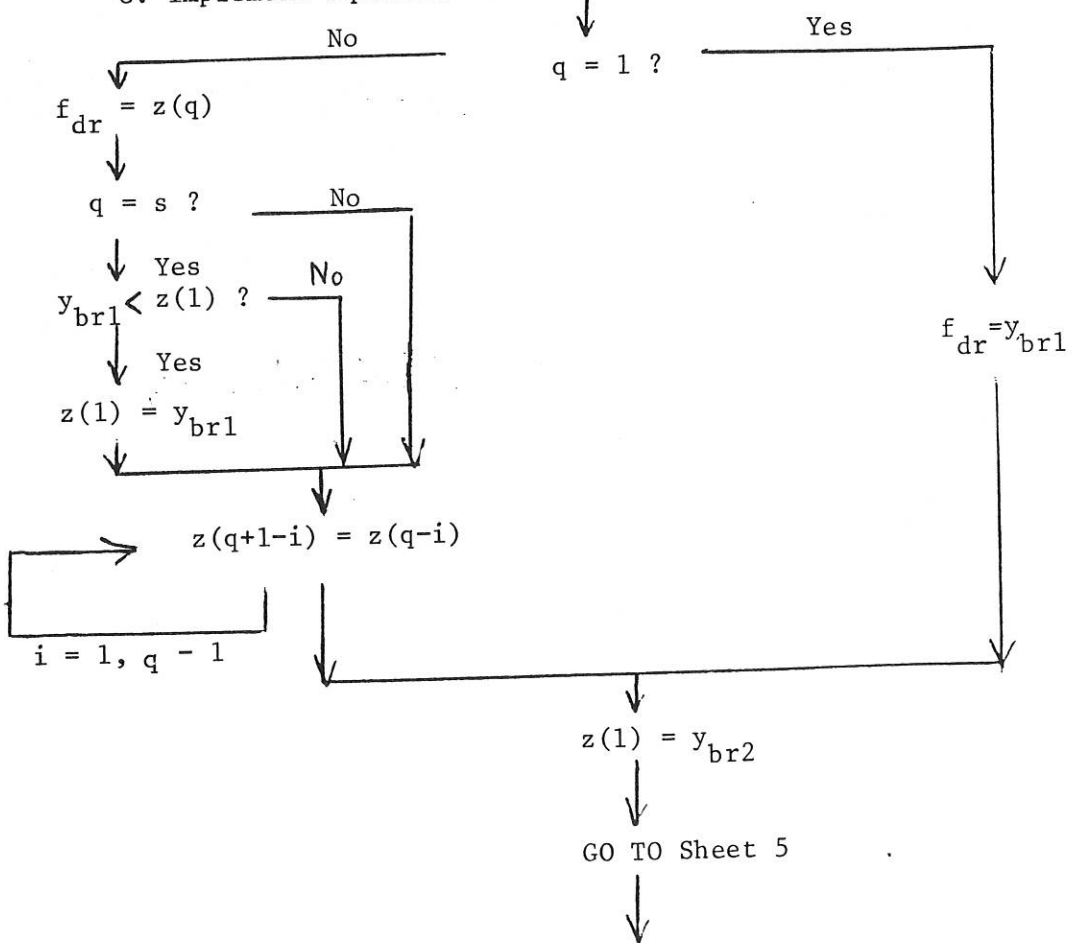 No
Yes
q = 1 ?
f_dr = z(q)
q = s ?
No
Yes
No
y_br1 < z(1) ?
f_dr =y_br1
Yes
z(1) = y_br1
z(q+1-i) = z(q-i)
i = 1, q - 1
z(1) = y_br2
GO TO Sheet 5